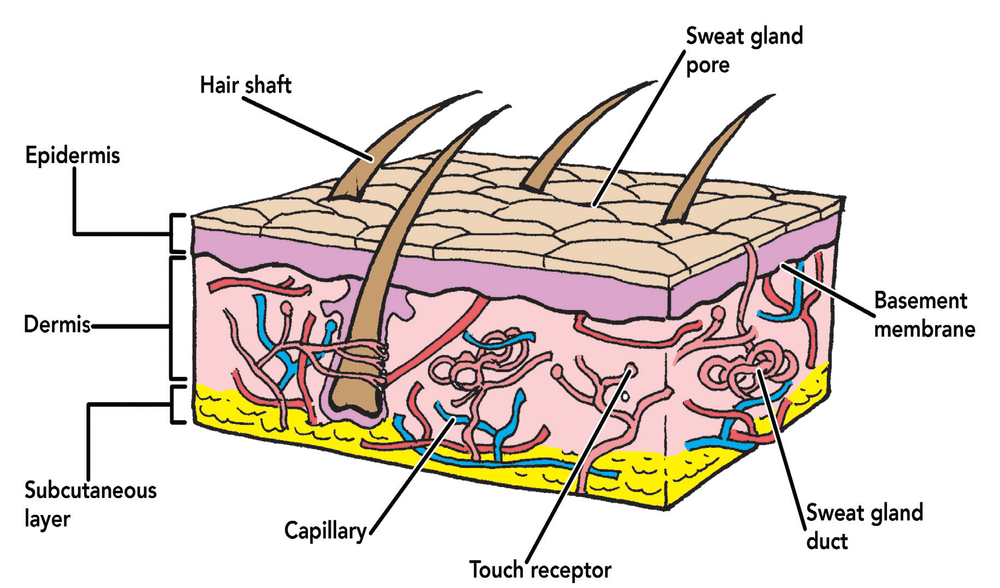 Sweat gland
pore
Hair shaft
Epidermis
Basement
membrane
Dermis
Subcutaneous
layer
Sweat gland
duct
Capillary
Touch receptor